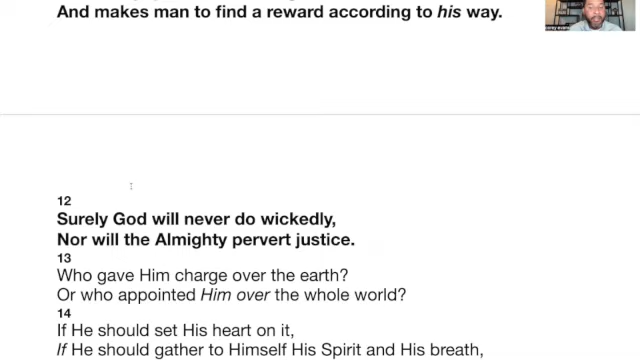 And makes man to find a reward according to his way.
12
Surely God will never do wickedly,
Nor will the Almighty pervert justice.
13
Who gave Him charge over the earth?
Or who appointed Him over the whole world?
14
If He should set His heart on it,
If He should gather to Himself His Spirit and His breath,